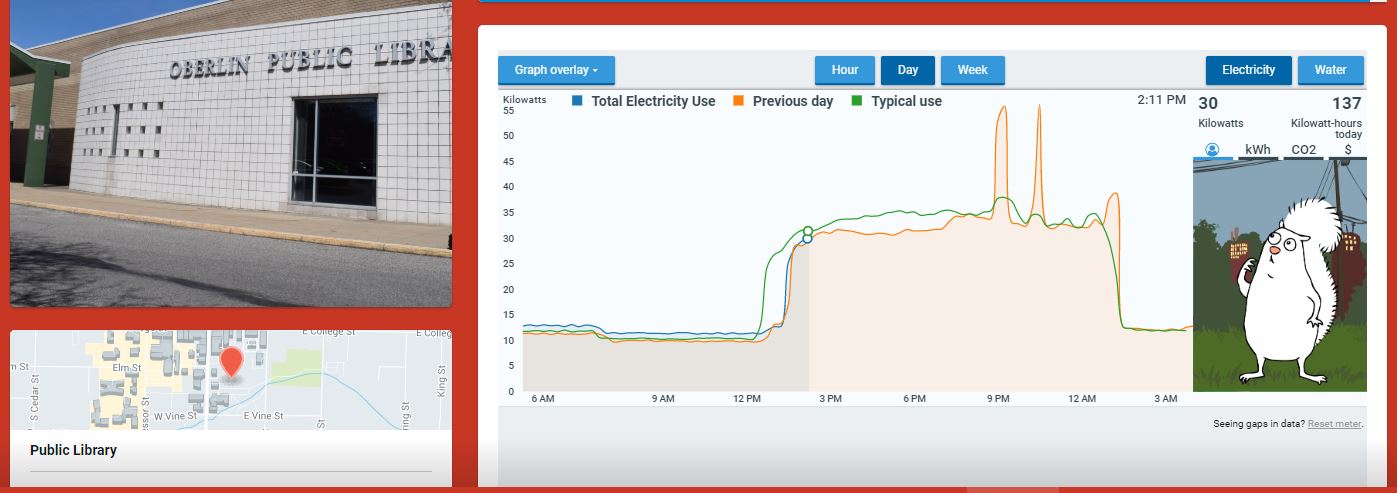 OBERLIN PUBLIC LIBRA
E College St
E Colleg
m St
Elm St
S Cedar St
King St
W Vine St
E Vine St
St
ring St
Public Library
Graph overlay
Hour
Day
Week
Electricity
Water
Kilowatts
Total Electricity Use
Previous day
Typical use
2:11 PM
30
Kilowatts
137
Kilowatt-hours
today
kWh
CO2
$
55
50
45
40
35
30
25
20
15
10
5
0
6 AM
9 AM
12 PM
3 PM
6 PM
9 PM
12 AM
3 AM
Seeing gaps in data? Reset meter.